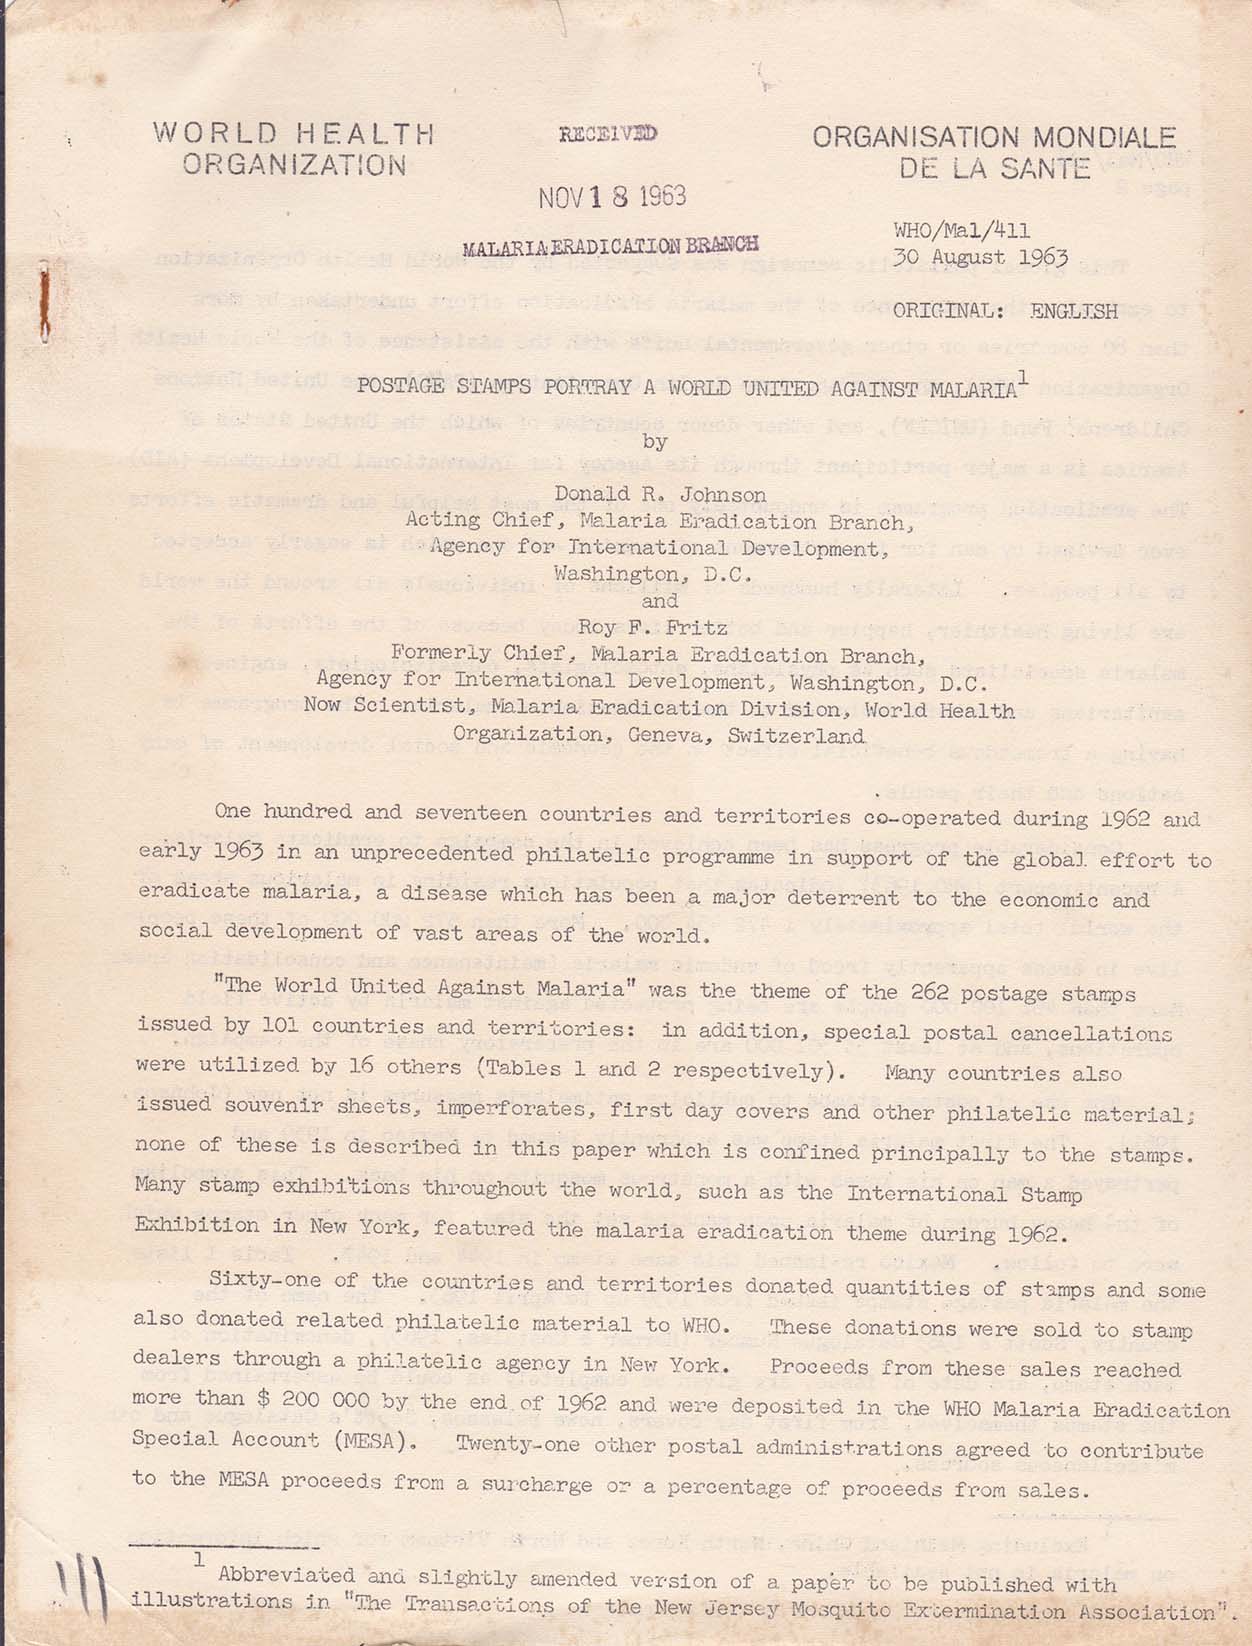 WORLD HEALTH
ORGANIZATION
RECEIVED
NOV 18 1963
MALARIA ERADICATION BRANCH
ORGANISATION MONDIALE
DE LA SANTE
WHO/Mal/411
30 August 1963
ORIGINAL: ENGLISH
POSTAGE STAMPS PORTRAY A WORLD UNITED AGAINST MALARIA1
by
Donald R. Johnson
Acting Chief, Malaria Eradication Branch,
Agency for International Development,
Washington, D.C.
and
Roy F. Fritz
Formerly Chief, Malaria Eradication Branch,
Agency for International Development, Washington, D.C.
Now Scientist, Malaria Eradication Division, World Health
Organization, Geneva, Switzerland
One hundred and seventeen countries and territories co-operated during 1962 and
early 1963 in an unprecedented philatelic programme in support of the global effort to
eradicate malaria, a disease which has been a major deterrent to the economic and
social development of vast areas of the world.
"The World United Against Malaria" was the theme of the 262 postage stamps
issued by 101 countries and territories: in addition, special postal cancellations
were utilized by 16 others (Tables 1 and 2 respectively). Many countries also
issued souvenir sheets, imperforates, first day covers and other philatelic material;
none of these is described in this paper which is confined principally to the stamps.
Many stamp exhibitions throughout the world, such as the International Stamp
Exhibition in New York, featured the malaria eradication theme during 1962.
Sixty-one of the countries and territories donated quantities of stamps and some
also donated related philatelic material to WHO. These donations were sold to stamp
dealers through a philatelic agency in New York. Proceeds from these sales reached
more than $ 200 000 by the end of 1962 and were deposited in the WHO Malaria Eradication
Special Account (MESA). Twenty-one other postal administrations agreed to contribute
to the MESA proceeds from a surcharge or a percentage of proceeds from sales.
1 Abbreviated and slightly amended version of a paper to be published with
illustrations in "The Transactions of the New Jersey Mosquito Extermination Association".